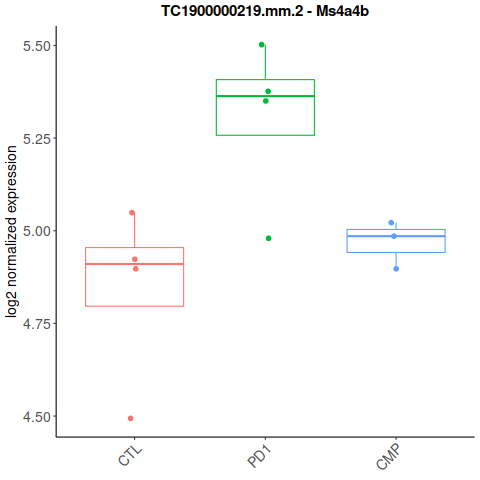 TC1900000219.mm.2 - Ms4a4b
log2 normalized expression
5.50
5.25
5.00
4.75
4.50
CTL
PD1
CMP